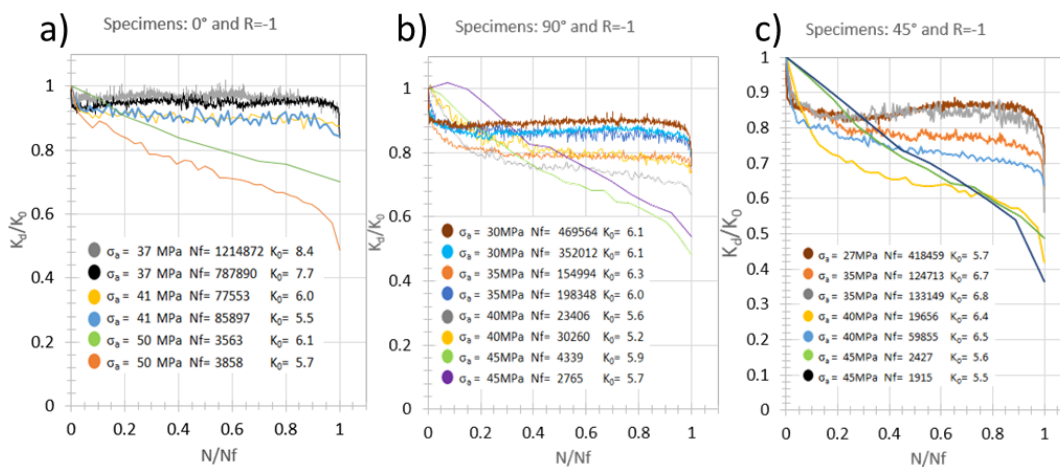 a)
Specimens: 0° and R=-1
1
0.8
0.6
0.4
0.2
0
Kd/K0
0
0.2
0.4
0.6
0.8
1
N/Nf
σa = 37 MPa Nf= 1214872 K0= 8.4
σa = 37 MPa Nf= 787890 K0= 7.7
σa = 41 MPa Nf= 77553 K0= 6.0
σa = 41 MPa Nf= 85897 K0= 5.5
σa = 50 MPa Nf= 3563 K0= 6.1
σa = 50 MPa Nf= 3858 K0= 5.7
b)
Specimens: 90° and R=-1
1
0.8
0.6
0.4
0.2
0
Kd/K0
0
0.2
0.4
0.6
0.8
1
N/Nf
σa = 30MPa Nf= 469564 K0= 6.1
σa = 30MPa Nf= 352012 K0= 6.1
σa = 35MPa Nf= 154994 K0= 6.3
σa = 35MPa Nf= 198348 K0= 6.0
σa = 40MPa Nf= 23406 K0= 5.6
σa = 40MPa Nf= 30260 K0= 5.2
σa = 45MPa Nf= 4339 K0= 5.9
σa = 45MPa Nf= 2765 K0= 5.7
c)
Specimens: 45° and R=-1
1
0.9
0.8
0.7
0.6
0.5
0.4
0.3
0.2
0.1
0
Kd/K0
0
0.2
0.4
0.6
0.8
1
N/Nf
σa = 27MPa Nf= 418459 K0= 5.7
σa = 35MPa Nf= 124713 K0= 6.7
σa = 35MPa Nf= 133149 K0= 6.8
σa = 40MPa Nf= 19656 K0= 6.4
σa = 40MPa Nf= 59855 K0= 6.5
σa = 45MPa Nf= 2427 K0= 5.6
σa = 45MPa Nf= 1915 K0= 5.5